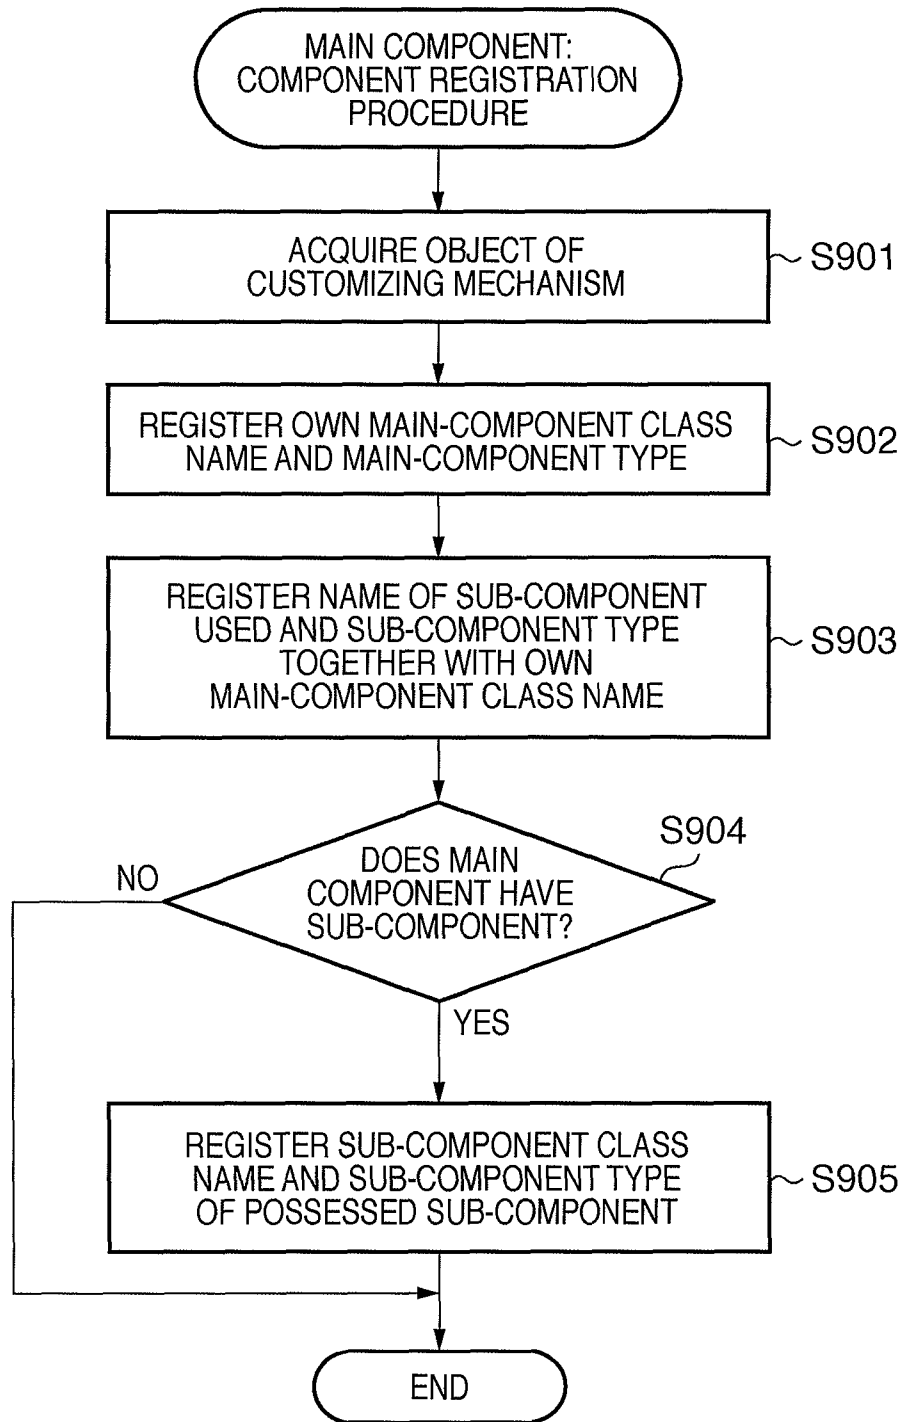 MAIN COMPONENT:
COMPONENT REGISTRATION
PROCEDURE
ACQUIRE OBJECT OF
CUSTOMIZING MECHANISM
S901
REGISTER OWN MAIN-COMPONENT CLASS
NAME AND MAIN-COMPONENT TYPE
S902
REGISTER NAME OF SUB-COMPONENT
USED AND SUB-COMPONENT TYPE
TOGETHER WITH OWN
MAIN-COMPONENT CLASS NAME
S903
S904
DOES MAIN
COMPONENT HAVE
SUB-COMPONENT?
NO
YES
REGISTER SUB-COMPONENT CLASS
NAME AND SUB-COMPONENT TYPE
OF POSSESSED SUB-COMPONENT
S905
END